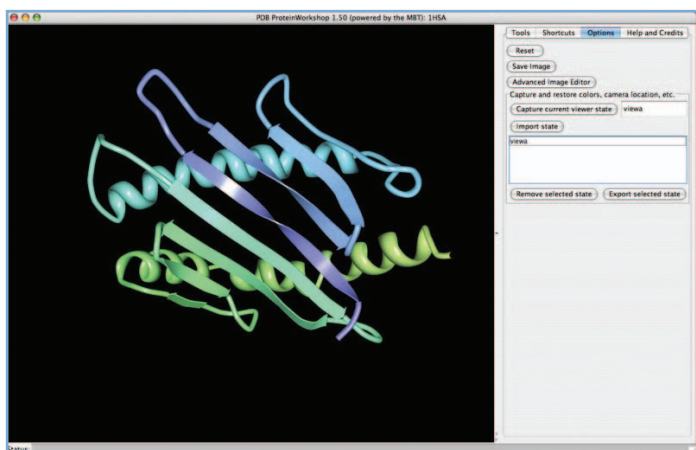 PDB ProteinWorkshop 1.50 (powered by the MBT): 1HSA
Tools Shortcuts Options Help and Credits
Reset
Save Image
Advanced Image Editor
Capture and restore colors, camera location, etc.
Capture current viewer state viewa
Import state
viewa
Remove selected state Export selected state
Status: